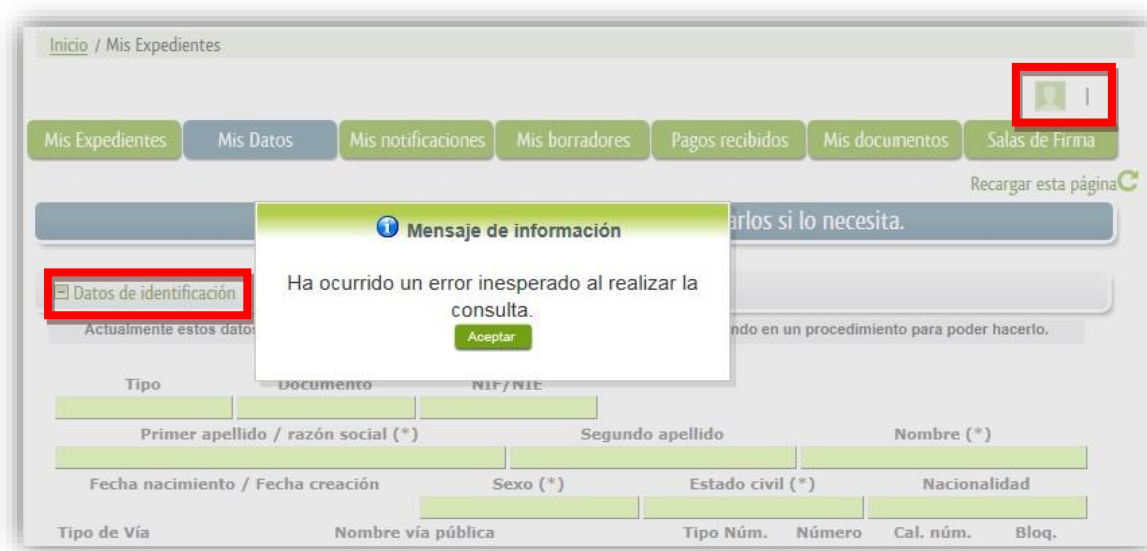 Inicio / Mis Expedientes
Mis Expedientes Mis Datos Mis notificaciones Mis borradores Pagos recibidos Mis documentos Salas de Firma
Recargar esta página
si lo necesita.
Mensaje de información
Ha ocurrido un error inesperado al realizar la
consulta.
Aceptar
Datos de identificación
Actualmente estos en un procedimiento para poder hacerlo.
Tipo Documento NIF/NIE
Primer apellido / razón social (*) Segundo apellido Nombre (*)
Fecha nacimiento / Fecha creación Sexo (*) Estado civil (*) Nacionalidad
Tipo de Vía Nombre vía pública Tipo Núm. Número Cal. núm. Bloq.